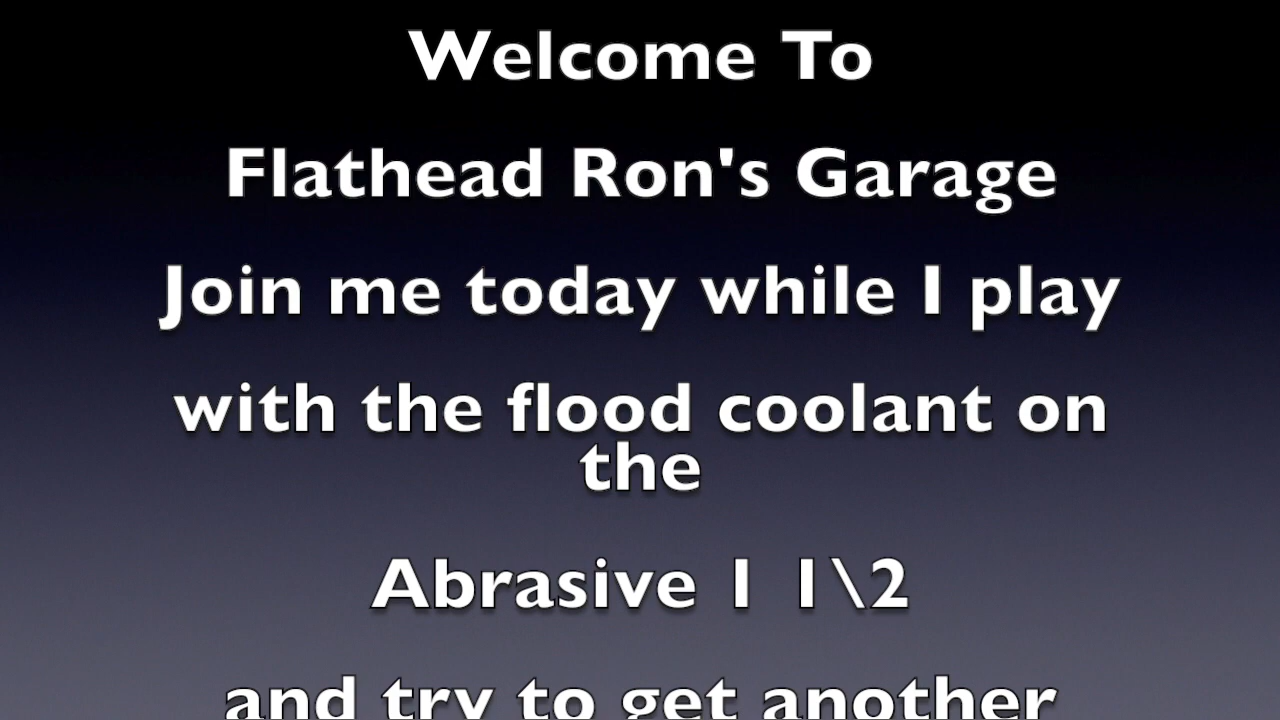 Welcome To
Flathead Ron's Garage
Join me today while I play
with the flood coolant on
the
Abrasive 1 1\2
and try to get another